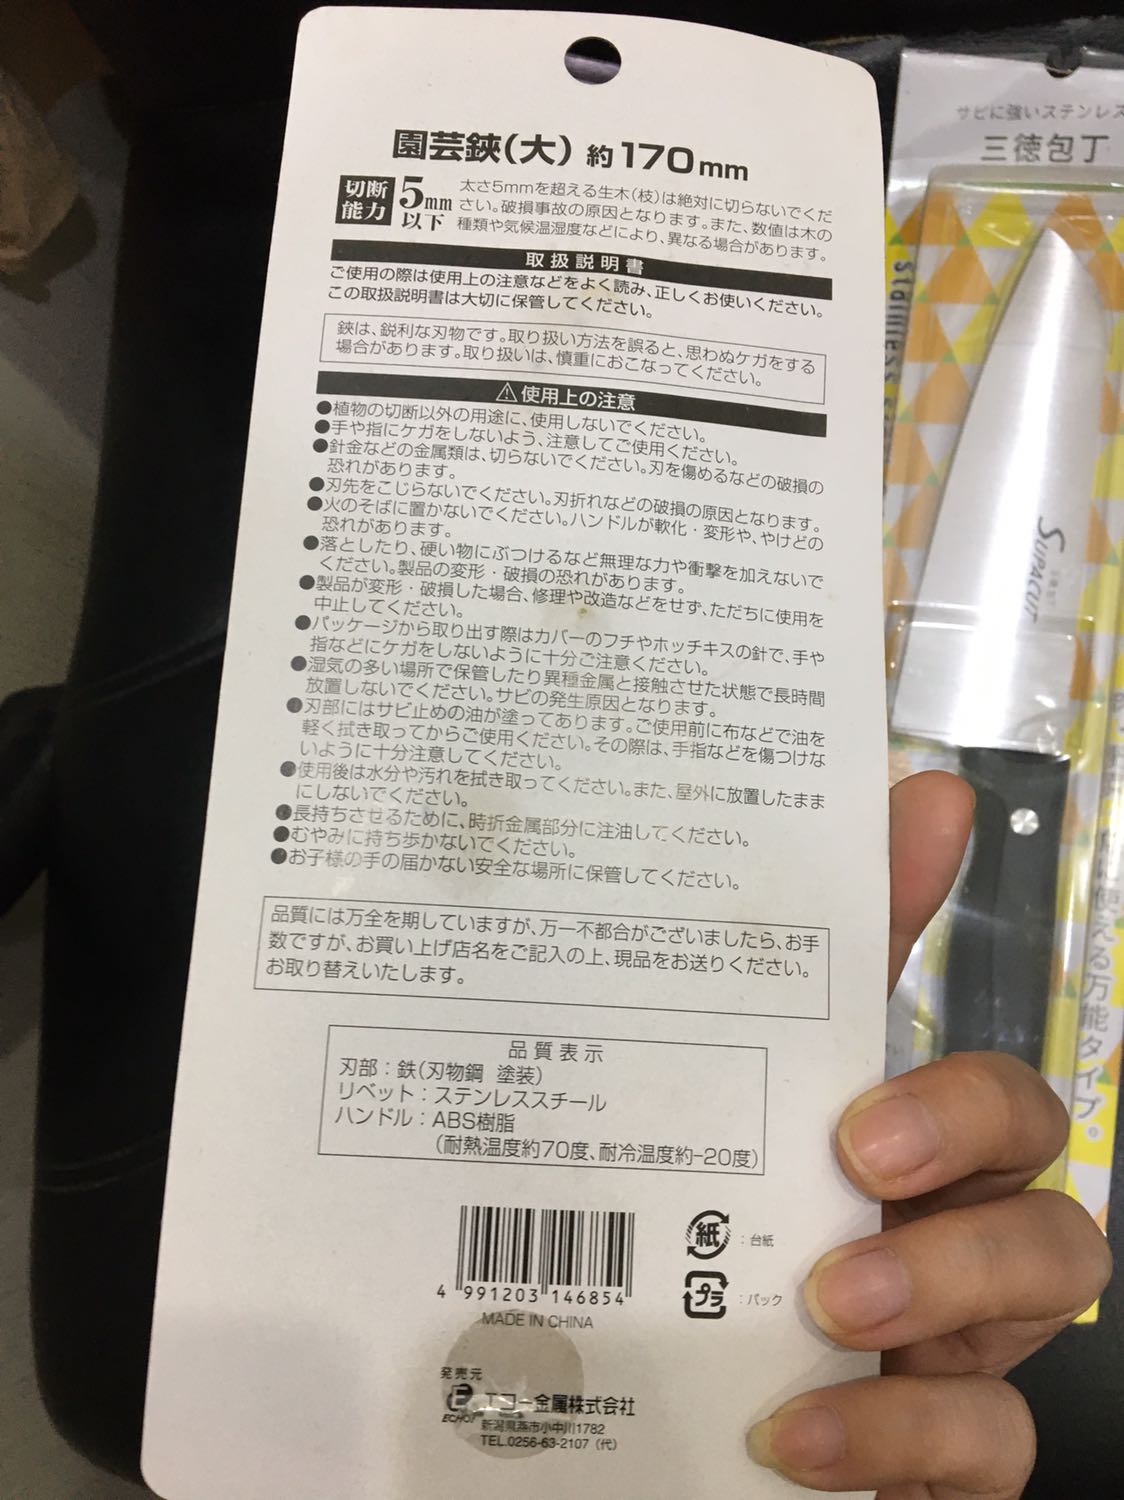 園芸鋏(大) 約170mm
切断能力 5mm以下
太さ5mmを超える生木(枝)は絶対に切らないでくだ
さい。破損事故の原因となります。また、数値は木の
種類や気候温湿度などにより、異なる場合があります。
取扱説明書
ご使用の際は使用上の注意などをよく読み、正しくお使いください。
この取扱説明書は大切に保管してください。
鋏は、鋭利な刃物です。取り扱い方法を誤ると、思わぬケガをする
場合があります。取り扱いは、慎重におこなってください。
⚠使用上の注意
●植物の切断以外の用途に、使用しないでください。
●手や指にケガをしないよう、注意してご使用ください。
●針金などの金属類は、切らないでください。刃を傷めるなどの破損の
恐れがあります。
●刃先をこじらないでください。刃折れなどの破損の原因となります。
●火のそばに置かないでください。ハンドルが軟化・変形や、やけどの
恐れがあります。
●落としたり、硬い物にぶつけるなど無理な力や衝撃を加えないで
ください。製品の変形・破損の恐れがあります。
●製品が変形・破損した場合、修理や改造などをせず、ただちに使用を
中止してください。
●パッケージから取り出す際はカバーのフチやホッチキスの針で、手や
指などにケガをしないように十分ご注意ください。
●湿気の多い場所で保管したり異種金属と接触させた状態で長時間
放置しないでください。サビの発生原因となります。
●刃部にはサビ止めの油が塗ってあります。ご使用前に布などで油を
軽く拭き取ってからご使用ください。その際は、手指などを傷つけな
いように十分注意してください。
●使用後は水分や汚れを拭き取ってください。また、屋外に放置したまま
にしないでください。
●長持ちさせるために、時折金属部分に注油してください。
●むやみに持ち歩かないでください。
●お子様の手の届かない安全な場所に保管してください。
品質には万全を期していますが、万一不都合がございましたら、お手
数ですが、お買い上げ店名をご記入の上、現品をお送りください。
お取り替えいたします。
品質表示
刃部：鉄(刃物鋼 塗装)
リベット：ステンレススチール
ハンドル：ABS樹脂
(耐熱温度約70度、耐冷温度約-20度)
4 991203 146854
MADE IN CHINA
紙 ：台紙
プラ ：パック
発売元
ECHO エコー金属株式会社
新潟県燕市小中川1782
TEL.0256-63-2107 (代)
サビに強いステンレス
三徳包丁
Stainless
SUPACUT
に使える万能タイプ。